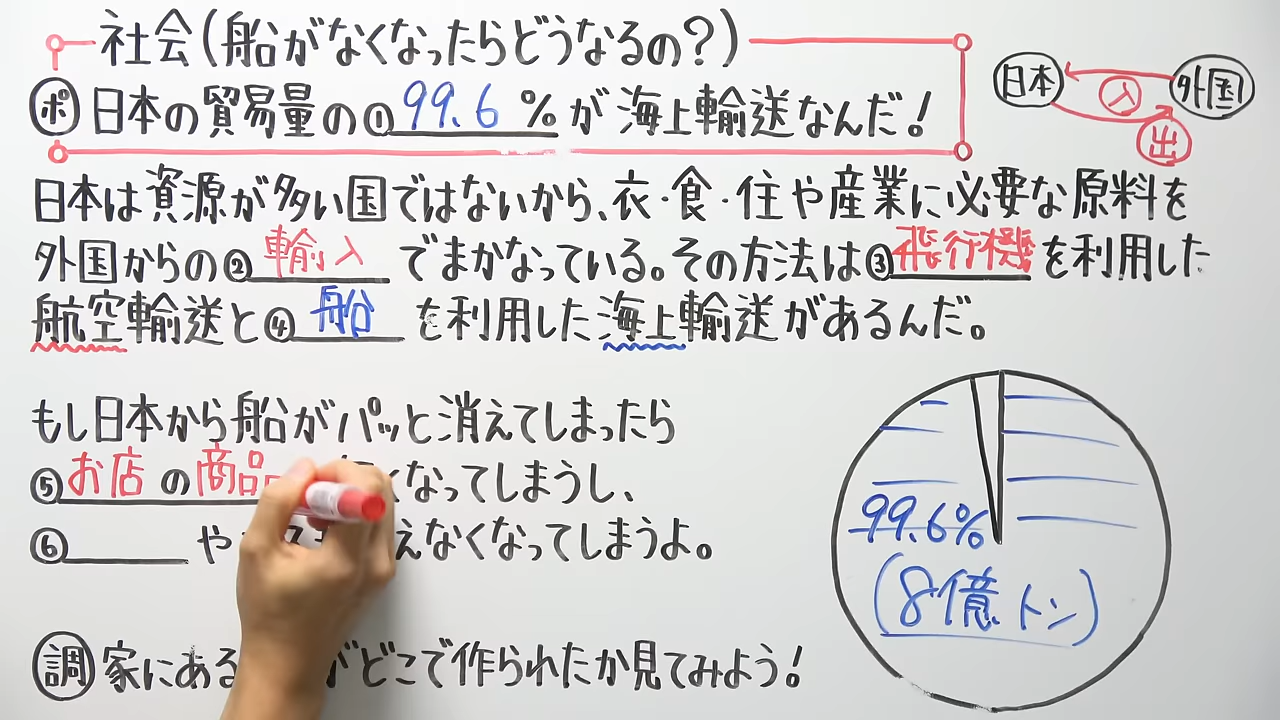 社会(船がなくなったらどうなるの?)
ポ 日本の貿易量の①99.6%が海上輸送なんだ!
日本 入 外国
出
日本は資源が多い国ではないから、衣・食・住や産業に必要な原料を
外国からの②輸入でまかなっている。その方法は③飛行機を利用した
航空輸送と④船を利用した海上輸送があるんだ。
もし日本から船がパッと消えてしまったら
⑤お店の商品 くなってしまうし、
⑥ や えなくなってしまうよ。
調 家にある がどこで作られたか見てみよう!
99.6%
(8億トン)